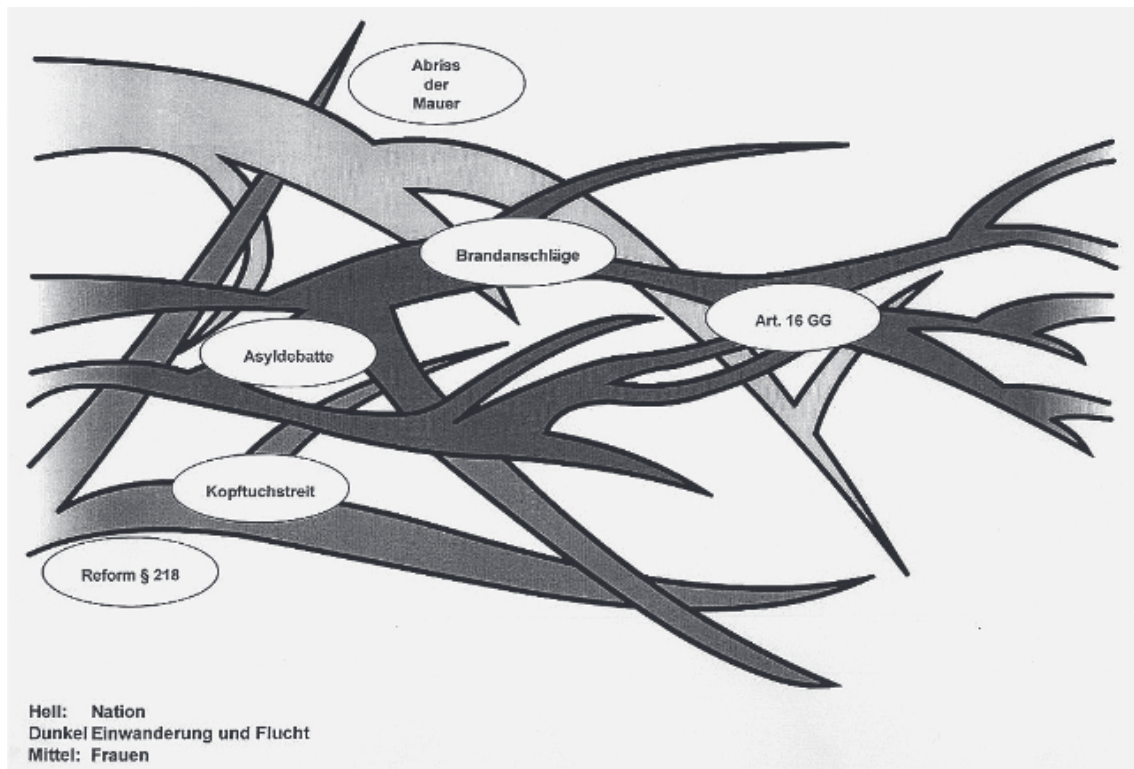 Abriss
der
Mauer
Brandanschläge
Art. 16 GG
Asyldebatte
Kopftuchstreit
Reform § 218
Hell: Nation
Dunkel Einwanderung und Flucht
Mittel: Frauen